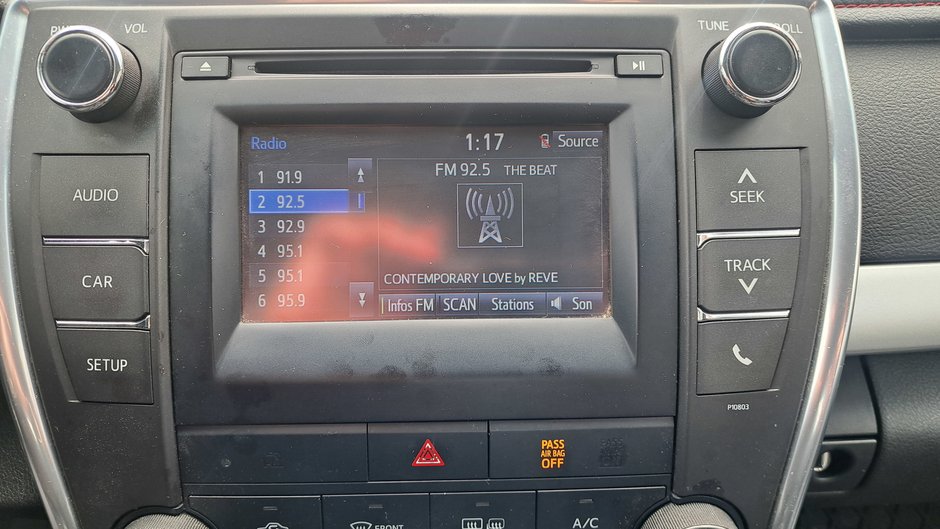 PWR VOL
TUNE SCROLL
Radio 1:17 Source
1 91.9
2 92.5
3 92.9
4 95.1
5 95.1
6 95.9
FM 92.5 THE BEAT
CONTEMPORARY LOVE by REVE
Infos FM SCAN Stations Son
AUDIO
CAR
SETUP
SEEK
TRACK
P10803
PASS
AIR BAG
OFF
FRONT
A/C